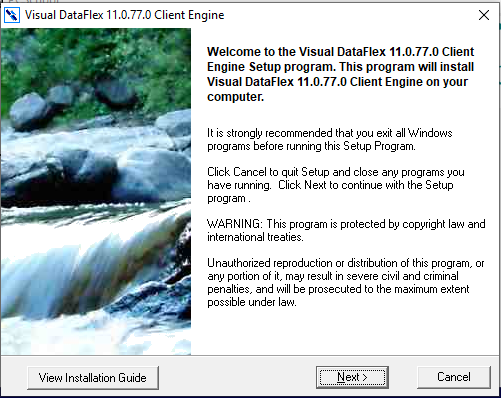 Visual DataFlex 11.0.77.0 Client Engine
Welcome to the Visual DataFlex 11.0.77.0 Client
Engine Setup program. This program will install
Visual DataFlex 11.0.77.0 Client Engine on your
computer.
It is strongly recommended that you exit all Windows
programs before running this Setup Program.
Click Cancel to quit Setup and close any programs you
have running. Click Next to continue with the Setup
program .
WARNING: This program is protected by copyright law and
international treaties.
Unauthorized reproduction or distribution of this program, or
any portion of it, may result in severe civil and criminal
penalties, and will be prosecuted to the maximum extent
possible under law.
View Installation Guide
Next >
Cancel